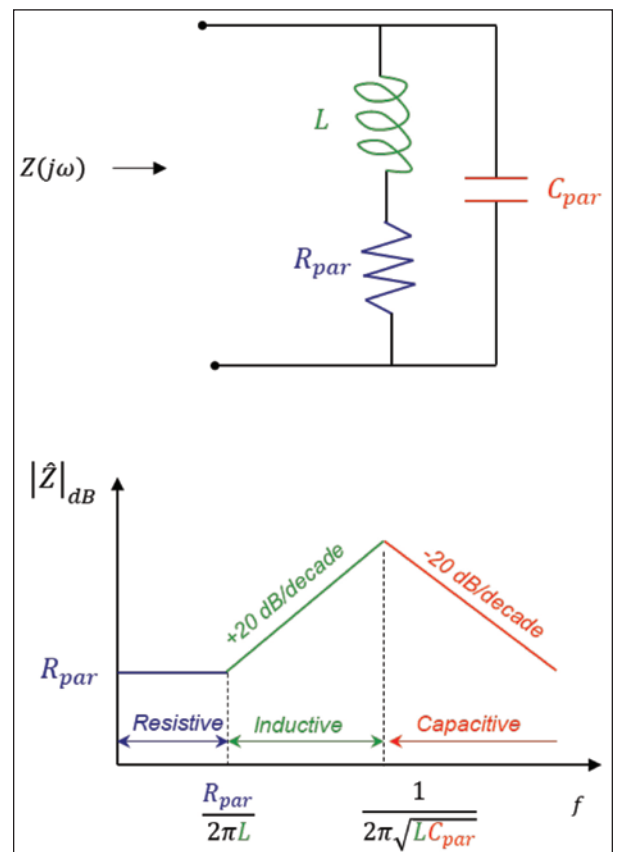 L
Z(jω)
C_par
R_par
|Ẑ|_dB
+20 dB/decade
-20 dB/decade
R_par
Resistive
Inductive
Capacitive
R_par / 2πL
1 / 2π√(LC_par)
f